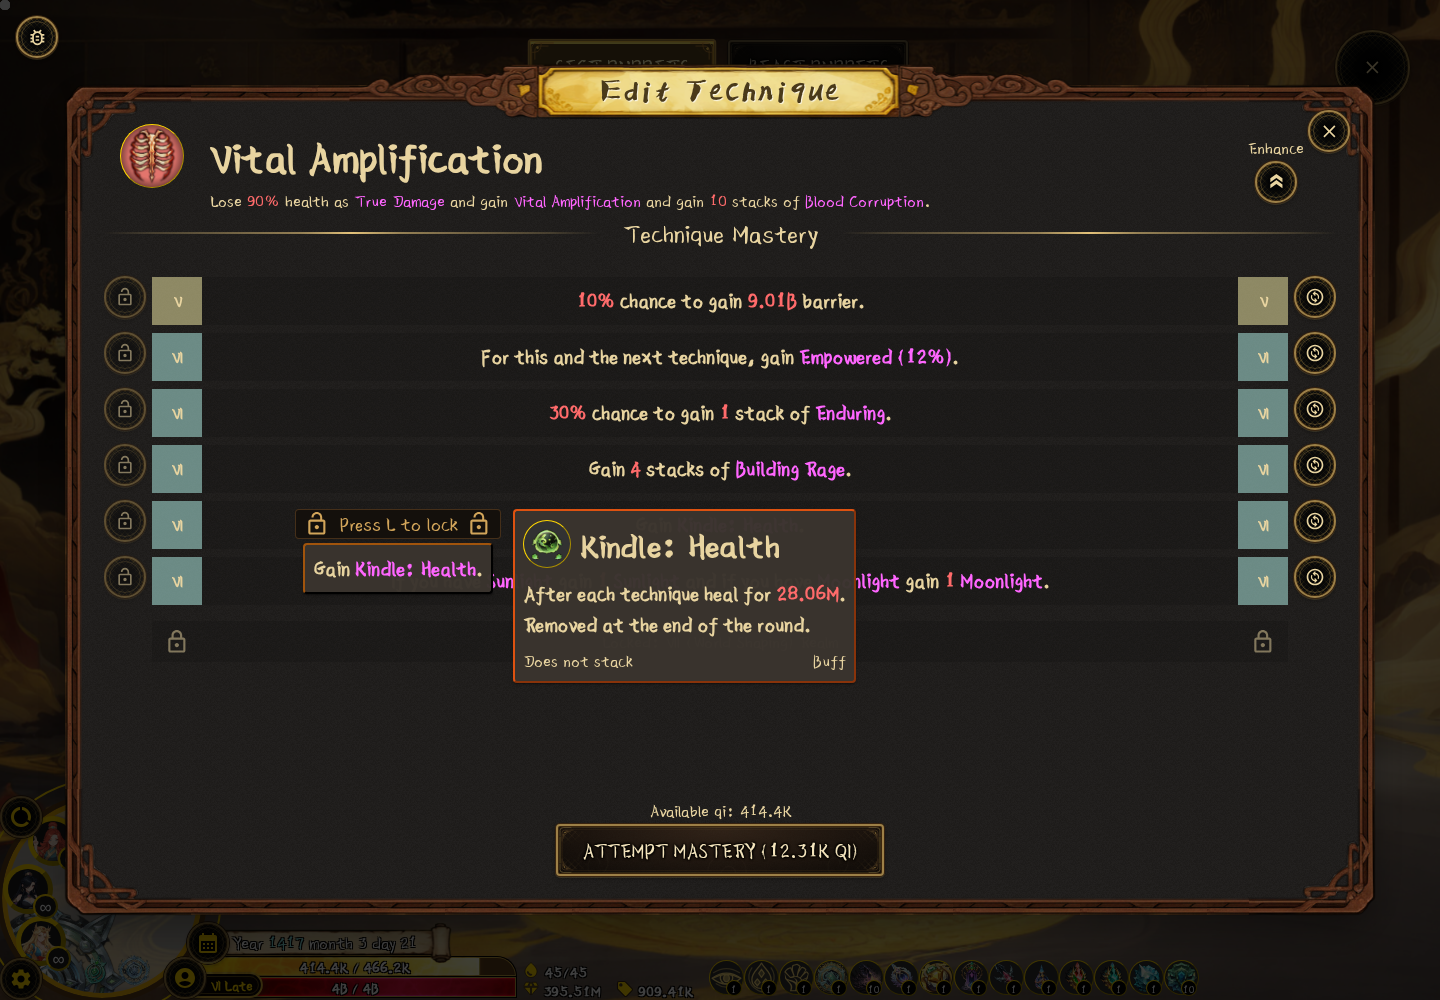 Edit Technique
Vital Amplification
Enhance
Lose 90% health as True Damage and gain Vital Amplification and gain 10 stacks of Blood Corruption.
Technique Mastery
V 10% chance to gain 9.01B barrier. V
VI For this and the next technique, gain Empowered (12%). VI
VI 30% chance to gain 1 stack of Enduring. VI
VI Gain 4 stacks of Building Rage. VI
VI VI
Press L to lock
Gain Kindle: Health.
Kindle: Health
After each technique heal for 28.06M.
Removed at the end of the round.
Does not stack Buff
VI gain 1 Moonlight. VI
Available qi: 414.4K
ATTEMPT MASTERY (12.31K QI)
Year 1417 month 3 day 21
414.4K / 466.2K
VI Late
4B / 4B
45/45
395.51M
909.41K